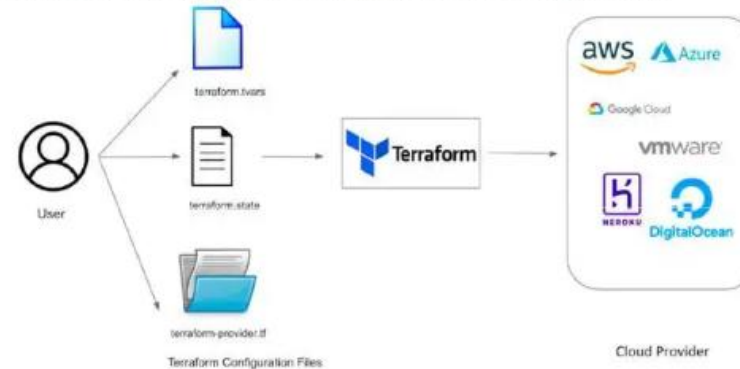 terraform.tvars
User
terraform.state
terraform-provider.tf
Terraform Configuration Files
Terraform
aws
Azure
Google Cloud
vmware
HEROKU
DigitalOcean
Cloud Provider